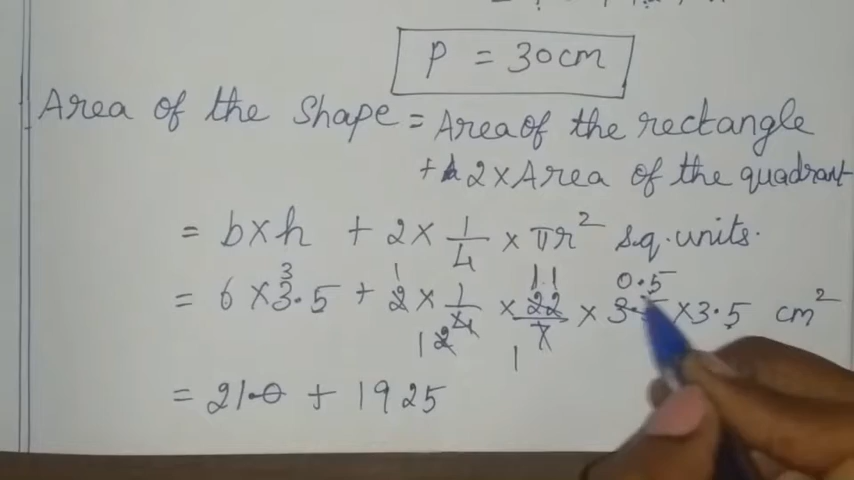 P = 30cm
Area of the Shape = Area of the rectangle
+ 2 × Area of the quadrant
= b×h + 2 × 1/4 × πr² sq.units.
= 6 × 3.5 + 2 × 1/4 × 22/7 × 3.5 × 3.5 cm²
= 21.0 + 1925